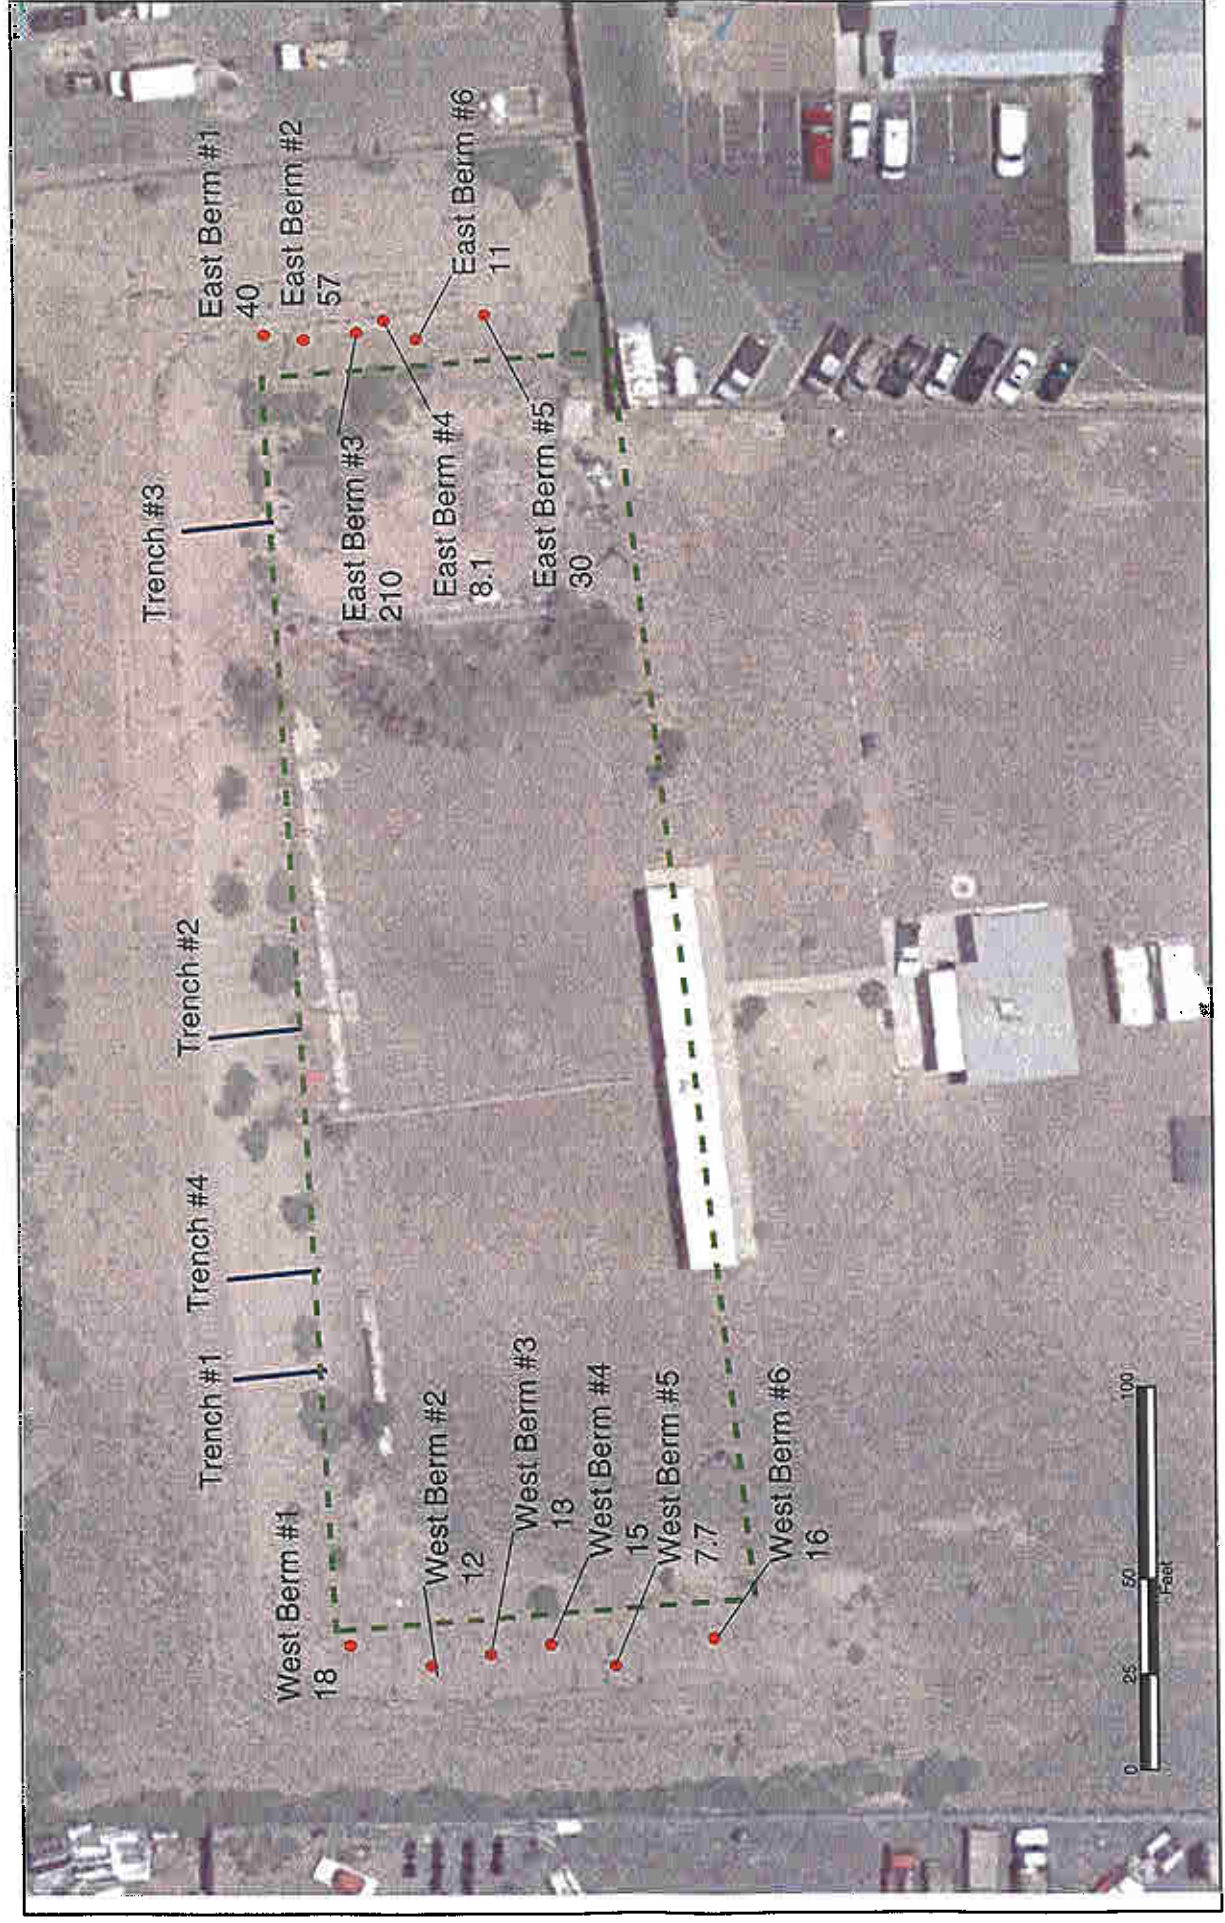 East Berm #1
40
East Berm #2
57
East Berm #3
210
East Berm #4
8.1
East Berm #5
30
East Berm #6
11
Trench #3
Trench #2
Trench #4
Trench #1
West Berm #1
18
West Berm #2
12
West Berm #3
13
West Berm #4
15
West Berm #5
7.7
West Berm #6
16
0 25 50 100
Feet